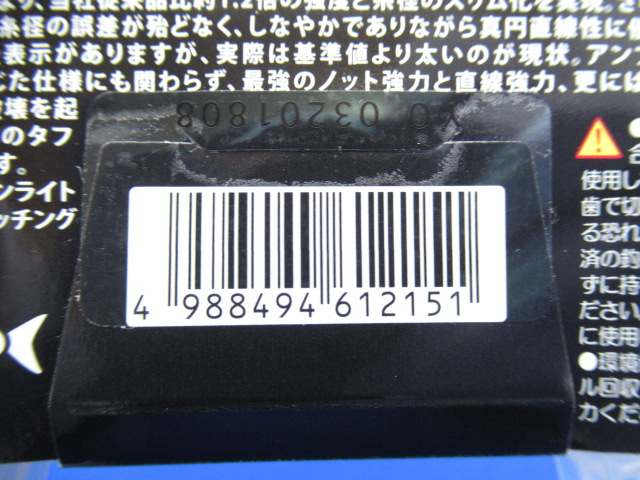 り、当社従来品比約1.2倍の強度と糸径のスリム化を実現。さ
糸径の誤差が殆どなく、しなやかでありながら真円直線性に
表示がありますが、実際は基準値より太いのが現状。アン
じた仕様にも関わらず、最強のノット強力と直線強力、更には
壊を起
のタフ
す。
ンライト
ッチング
YO 03201808
4 988494 612151
使用し
歯で切
る恐れ
済の釣
ずに持
ださい
に使用
●環境
ル回収
力くだ